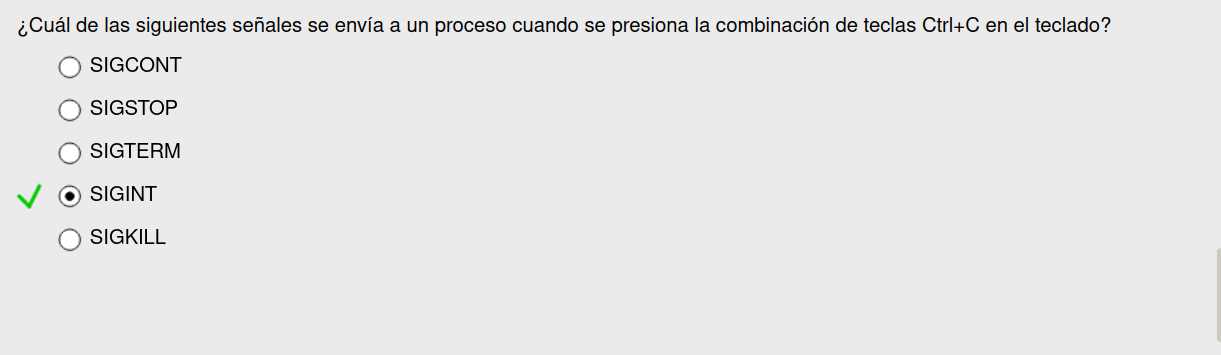 ¿Cuál de las siguientes señales se envía a un proceso cuando se presiona la combinación de teclas Ctrl+C en el teclado?
SIGCONT
SIGSTOP
SIGTERM
SIGINT
SIGKILL